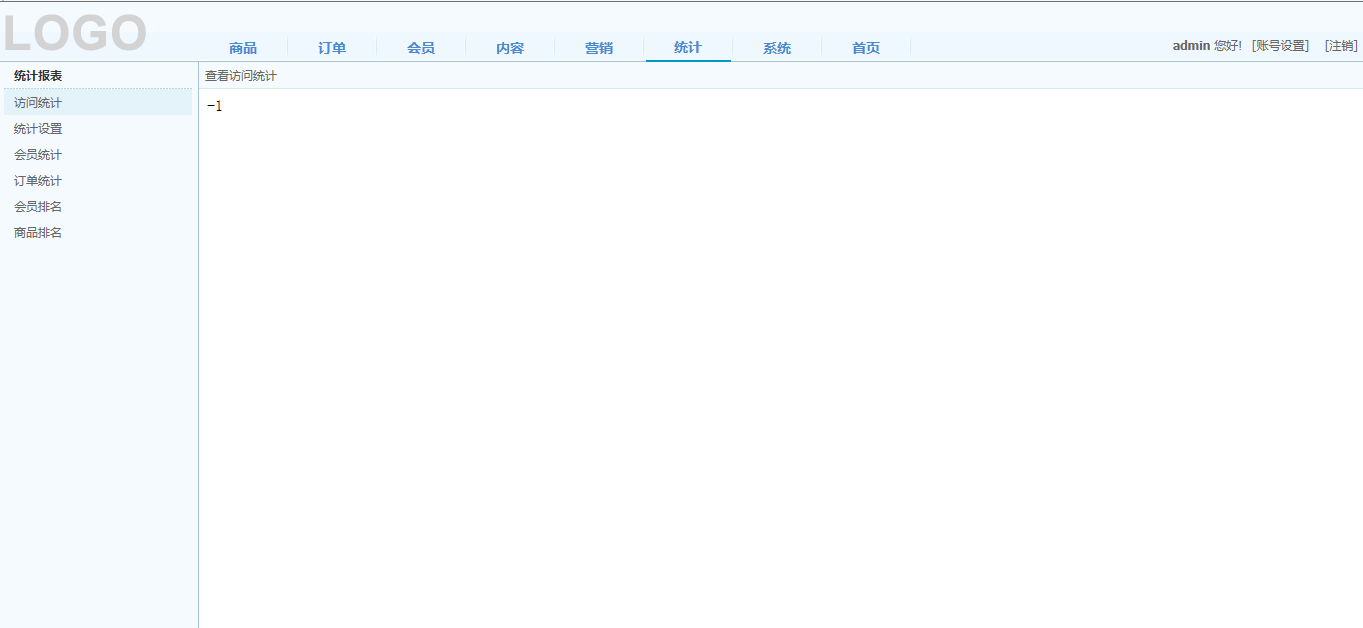 LOGO
商品 订单 会员 内容 营销 统计 系统 首页
admin 您好! [账号设置] [注销]
统计报表
访问统计
统计设置
会员统计
订单统计
会员排名
商品排名
查看访问统计
-1